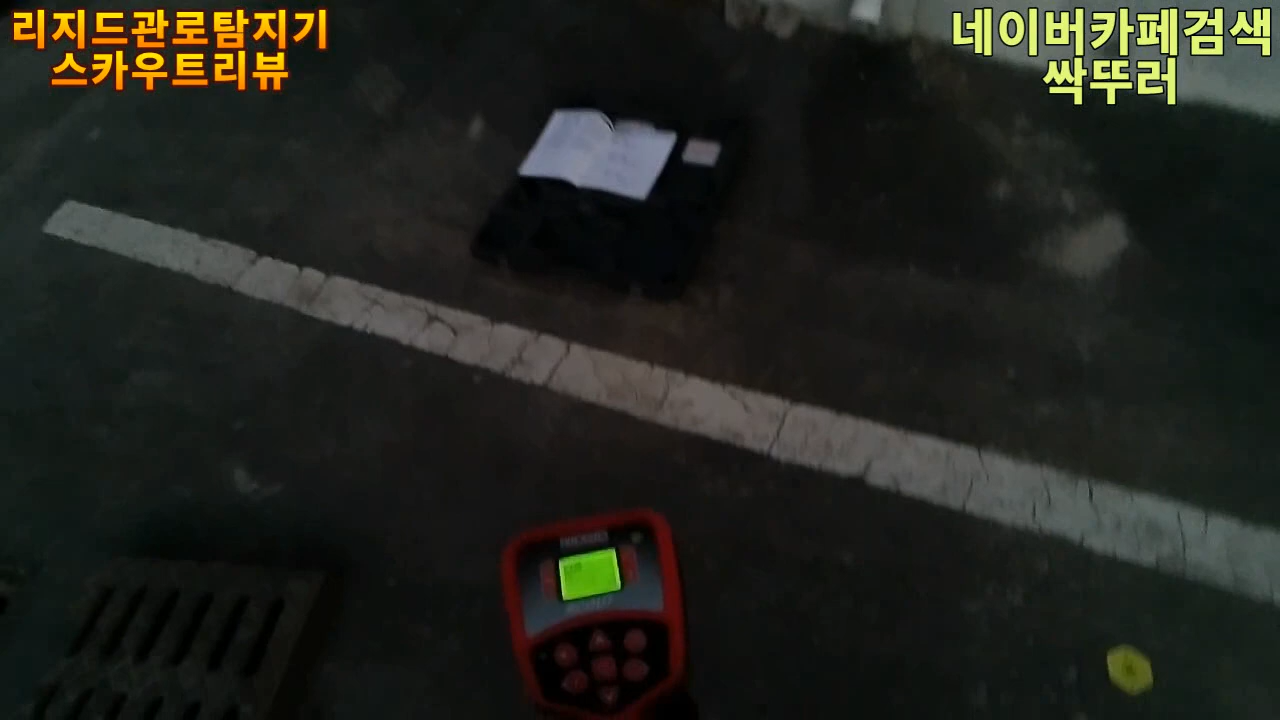 리지드관로탐지기
스카우트리뷰
네이버카페검색
싹뚜러